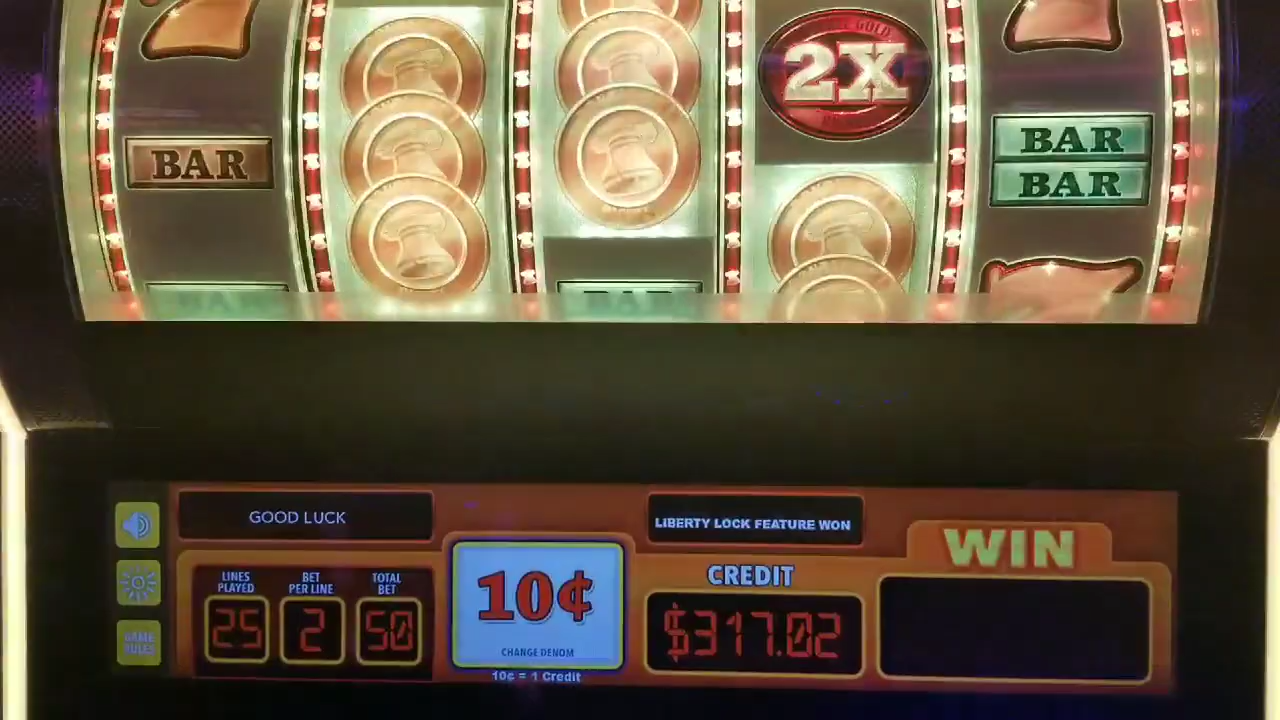 2X
BAR
BAR
BAR
BAR
GOOD LUCK
LIBERTY LOCK FEATURE WON
WIN
LINES PLAYED
BET PER LINE
TOTAL BET
25
2
50
10¢
CHANGE DENOM
10¢ = 1 Credit
CREDIT
$317.02
GAME
RULES